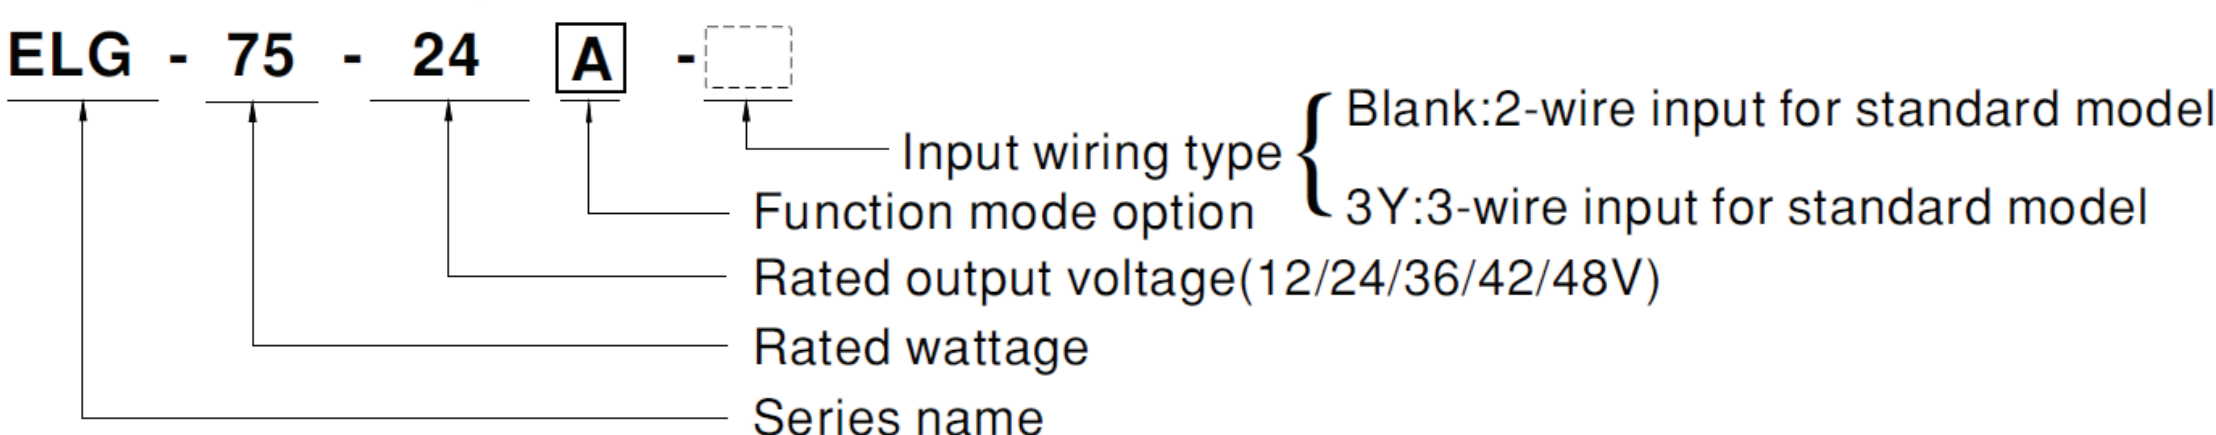 ELG - 75 - 24 A -
Blank:2-wire input for standard model
Input wiring type
3Y:3-wire input for standard model
Function mode option
Rated output voltage(12/24/36/42/48V)
Rated wattage
Series name